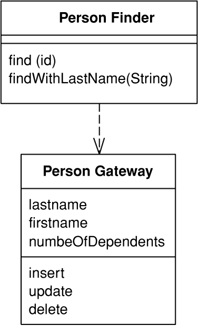 Person Finder
find (id)
findWithLastName(String)
Person Gateway
lastname
firstname
numbeOfDependents
insert
update
delete